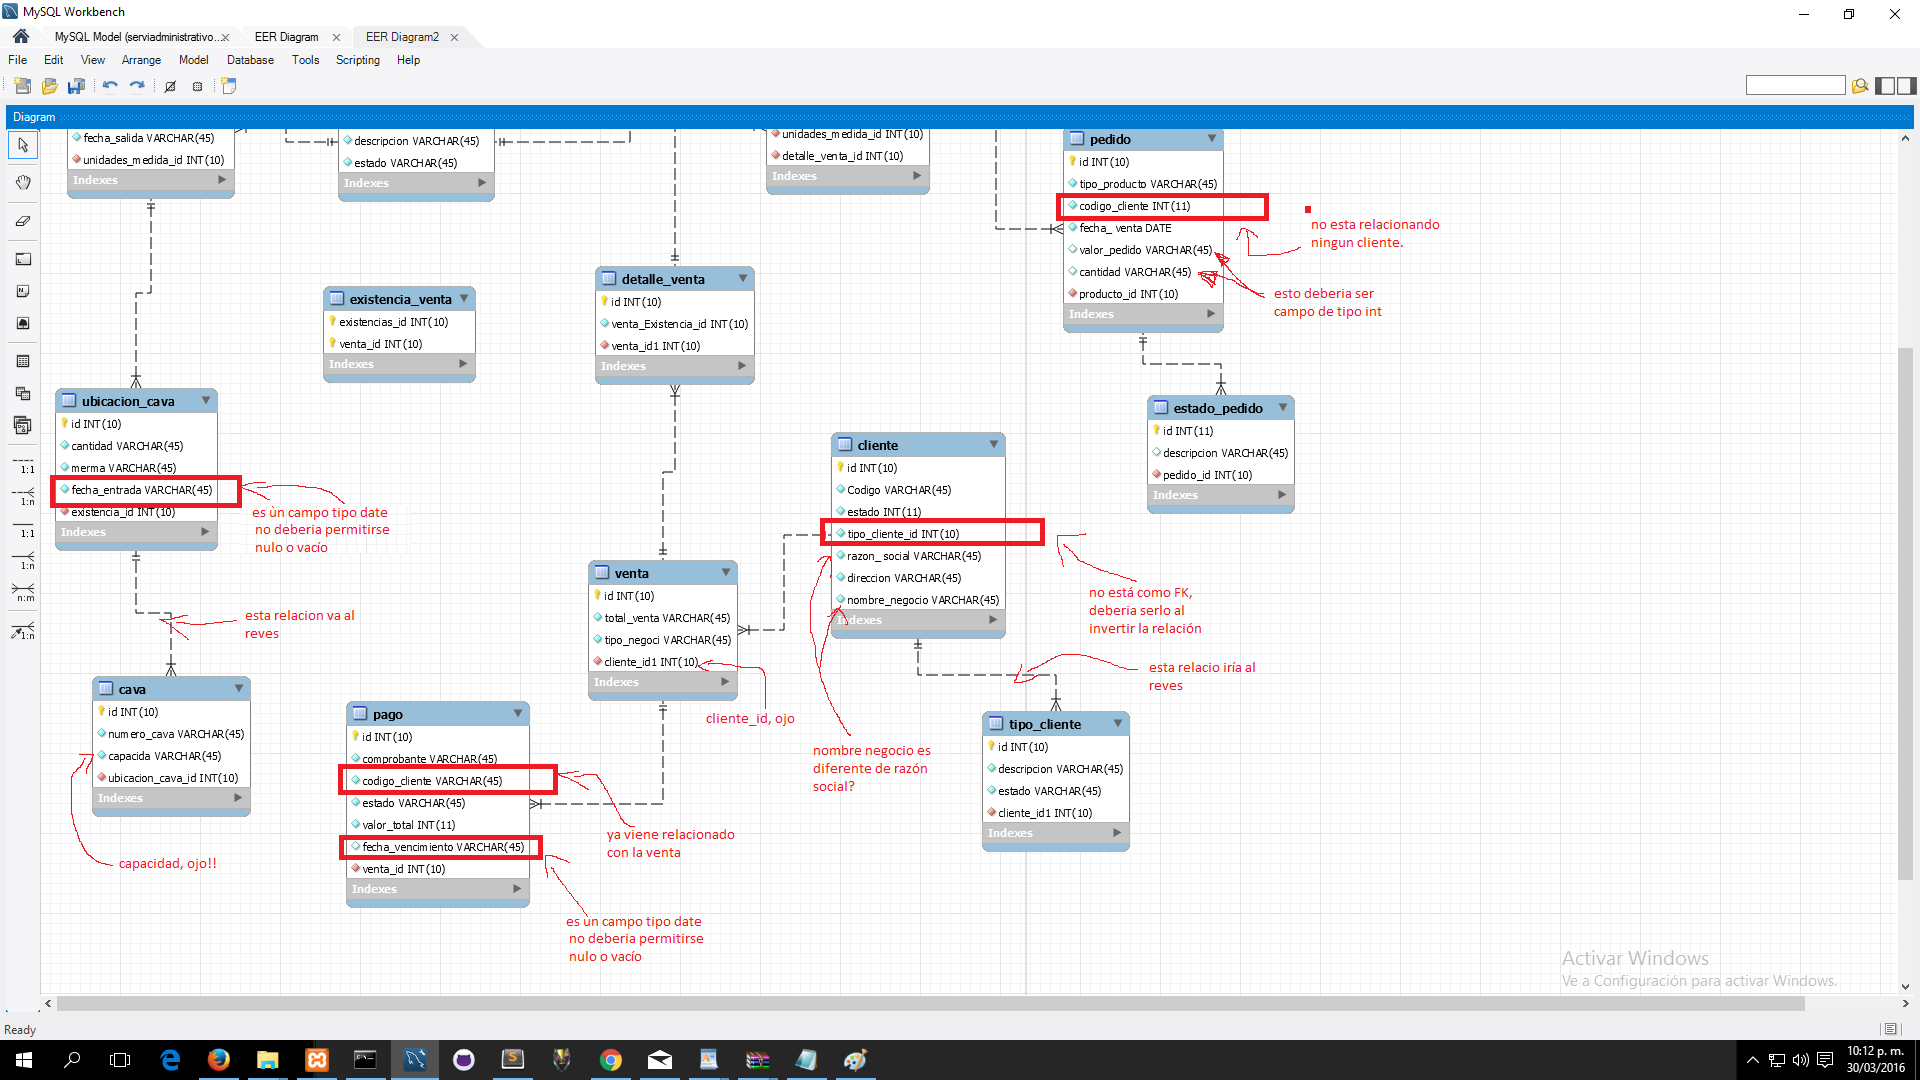 MySQL Workbench
MySQL Model (serviadministrativo...
EER Diagram
EER Diagram2
File
Edit
View
Arrange
Model
Database
Tools
Scripting
Help
Diagram
fecha_salida VARCHAR(45)
unidades_medida_id INT(10)
Indexes
descripcion VARCHAR(45)
estado VARCHAR(45)
Indexes
unidades_medida_id INT(10)
detalle_venta_id INT(10)
Indexes
pedido
id INT(10)
tipo_producto VARCHAR(45)
codigo_cliente INT(11)
fecha_ venta DATE
valor_pedido VARCHAR(45)
cantidad VARCHAR(45)
producto_id INT(10)
Indexes
no esta relacionando
ningun cliente.
esto deberia ser
campo de tipo int
existencia_venta
existencias_id INT(10)
venta_id INT(10)
Indexes
detalle_venta
id INT(10)
venta_Existencia_id INT(10)
venta_id1 INT(10)
Indexes
ubicacion_cava
id INT(10)
cantidad VARCHAR(45)
merma VARCHAR(45)
fecha_entrada VARCHAR(45)
existencia_id INT(10)
Indexes
es un campo tipo date
no deberia permitirse
nulo o vacío
estado_pedido
id INT(11)
descripcion VARCHAR(45)
pedido_id INT(10)
Indexes
cliente
id INT(10)
Codigo VARCHAR(45)
estado INT(11)
tipo_cliente_id INT(10)
razon_social VARCHAR(45)
direccion VARCHAR(45)
nombre_negocio VARCHAR(45)
Indexes
no está como FK,
deberia serlo al
invertir la relación
esta relacion va al
reves
venta
id INT(10)
total_venta VARCHAR(45)
tipo_negoci VARCHAR(45)
cliente_id1 INT(10)
Indexes
cliente_id, ojo
esta relacio iría al
reves
cava
id INT(10)
numero_cava VARCHAR(45)
capacida VARCHAR(45)
ubicacion_cava_id INT(10)
Indexes
capacidad, ojo!!
pago
id INT(10)
comprobante VARCHAR(45)
codigo_cliente VARCHAR(45)
estado VARCHAR(45)
valor_total INT(11)
fecha_vencimiento VARCHAR(45)
venta_id INT(10)
Indexes
ya viene relacionado
con la venta
es un campo tipo date
no deberia permitirse
nulo o vacío
nombre negocio es
diferente de razón
social?
tipo_cliente
id INT(10)
descripcion VARCHAR(45)
estado VARCHAR(45)
cliente_id1 INT(10)
Indexes
1:1
1:n
1:1
1:n
n:m
1:n
Activar Windows
Ve a Configuración para activar Windows.
Ready
10:12 p. m.
30/03/2016